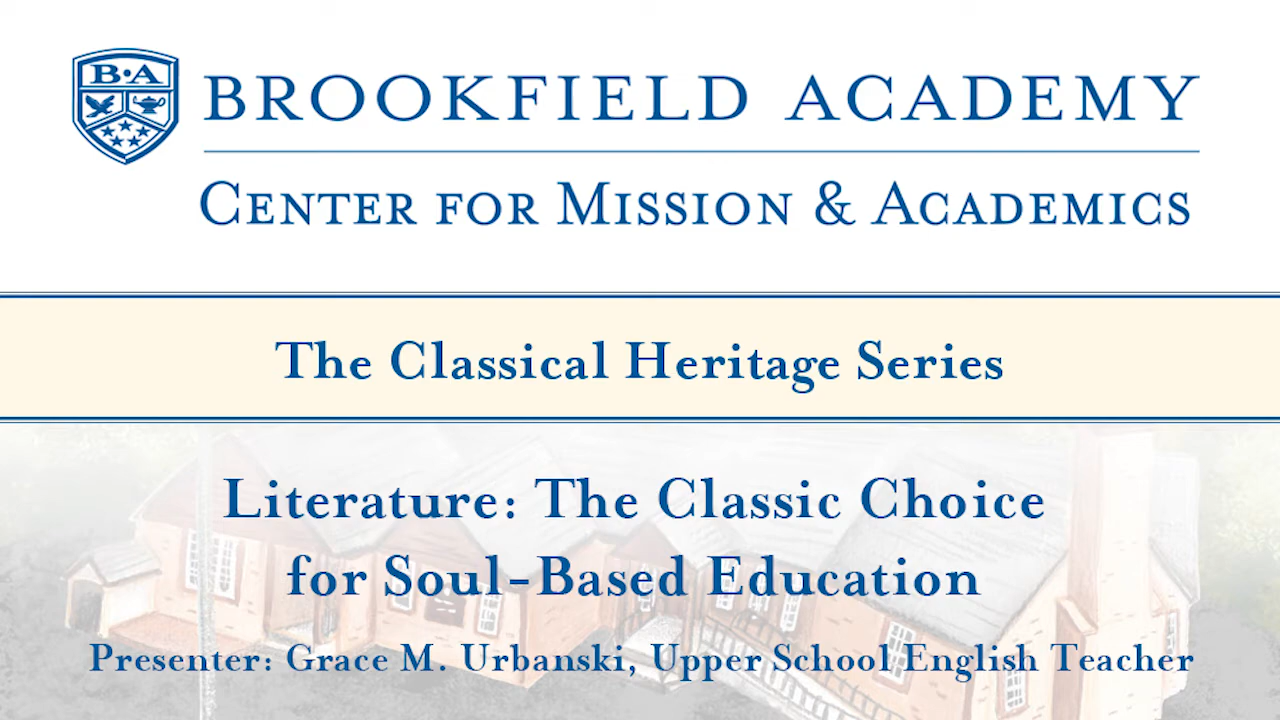 B·A
BROOKFIELD ACADEMY
CENTER FOR MISSION & ACADEMICS
The Classical Heritage Series
Literature: The Classic Choice
for Soul-Based Education
Presenter: Grace M. Urbanski, Upper School English Teacher